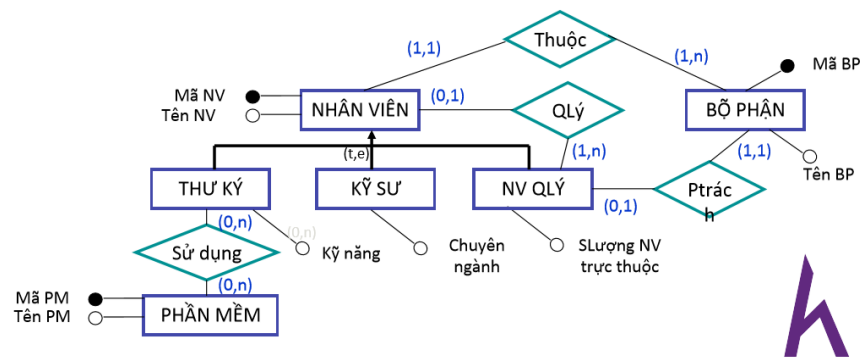 Thuộc
(1,1)
(1,n)
Mã BP
Mã NV
Tên NV
NHÂN VIÊN
(0,1)
QLý
BỘ PHẬN
(t,e)
(1,n)
(1,1)
Tên BP
THƯ KÝ
KỸ SƯ
NV QLÝ
(0,1)
Ptrác
h
(0,n)
(0,n)
Sử dụng
Kỹ năng
Chuyên
ngành
SLượng NV
trực thuộc
(0,n)
Mã PM
Tên PM
PHẦN MỀM